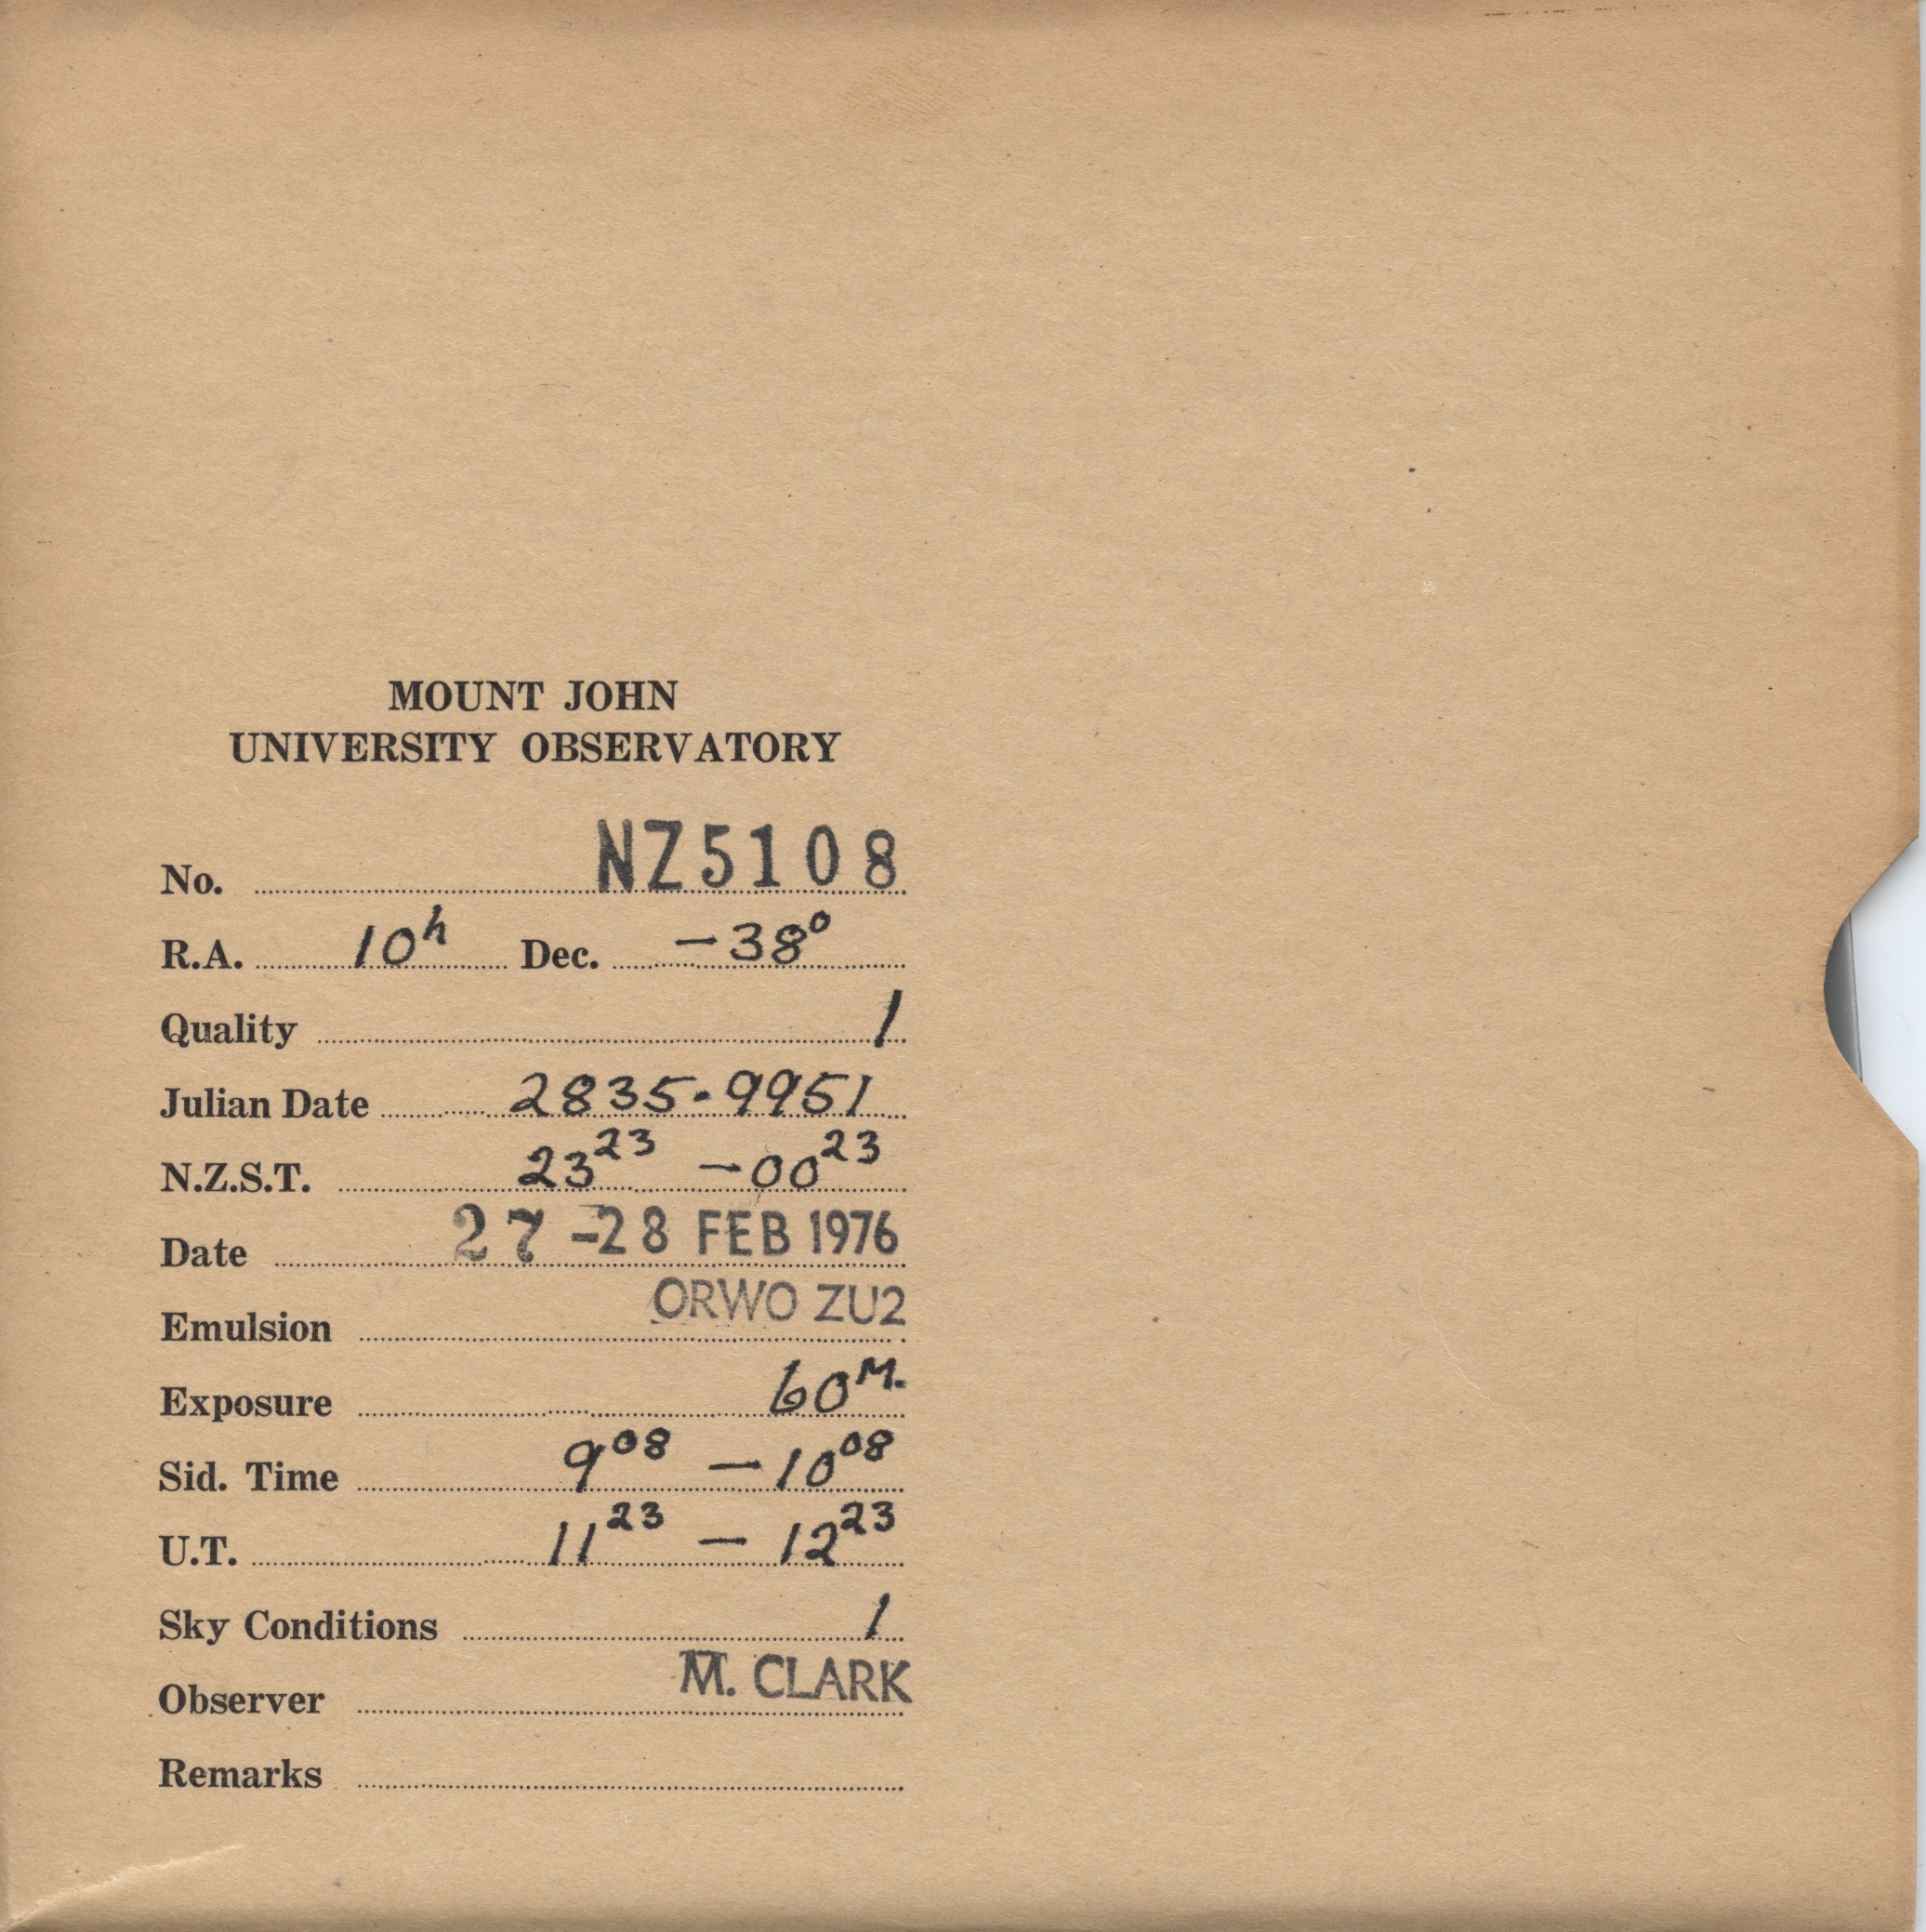 MOUNT JOHN
UNIVERSITY OBSERVATORY
No. NZ5108
R.A. 10h Dec. -38°
Quality 1
Julian Date 2835.9951
N.Z.S.T. 23 23 - 00 23
Date 27-28 FEB 1976
Emulsion ORWO ZU2
Exposure 60 M.
Sid. Time 9 08 - 10 08
U.T. 11 23 - 12 23
Sky Conditions 1
Observer M. CLARK
Remarks